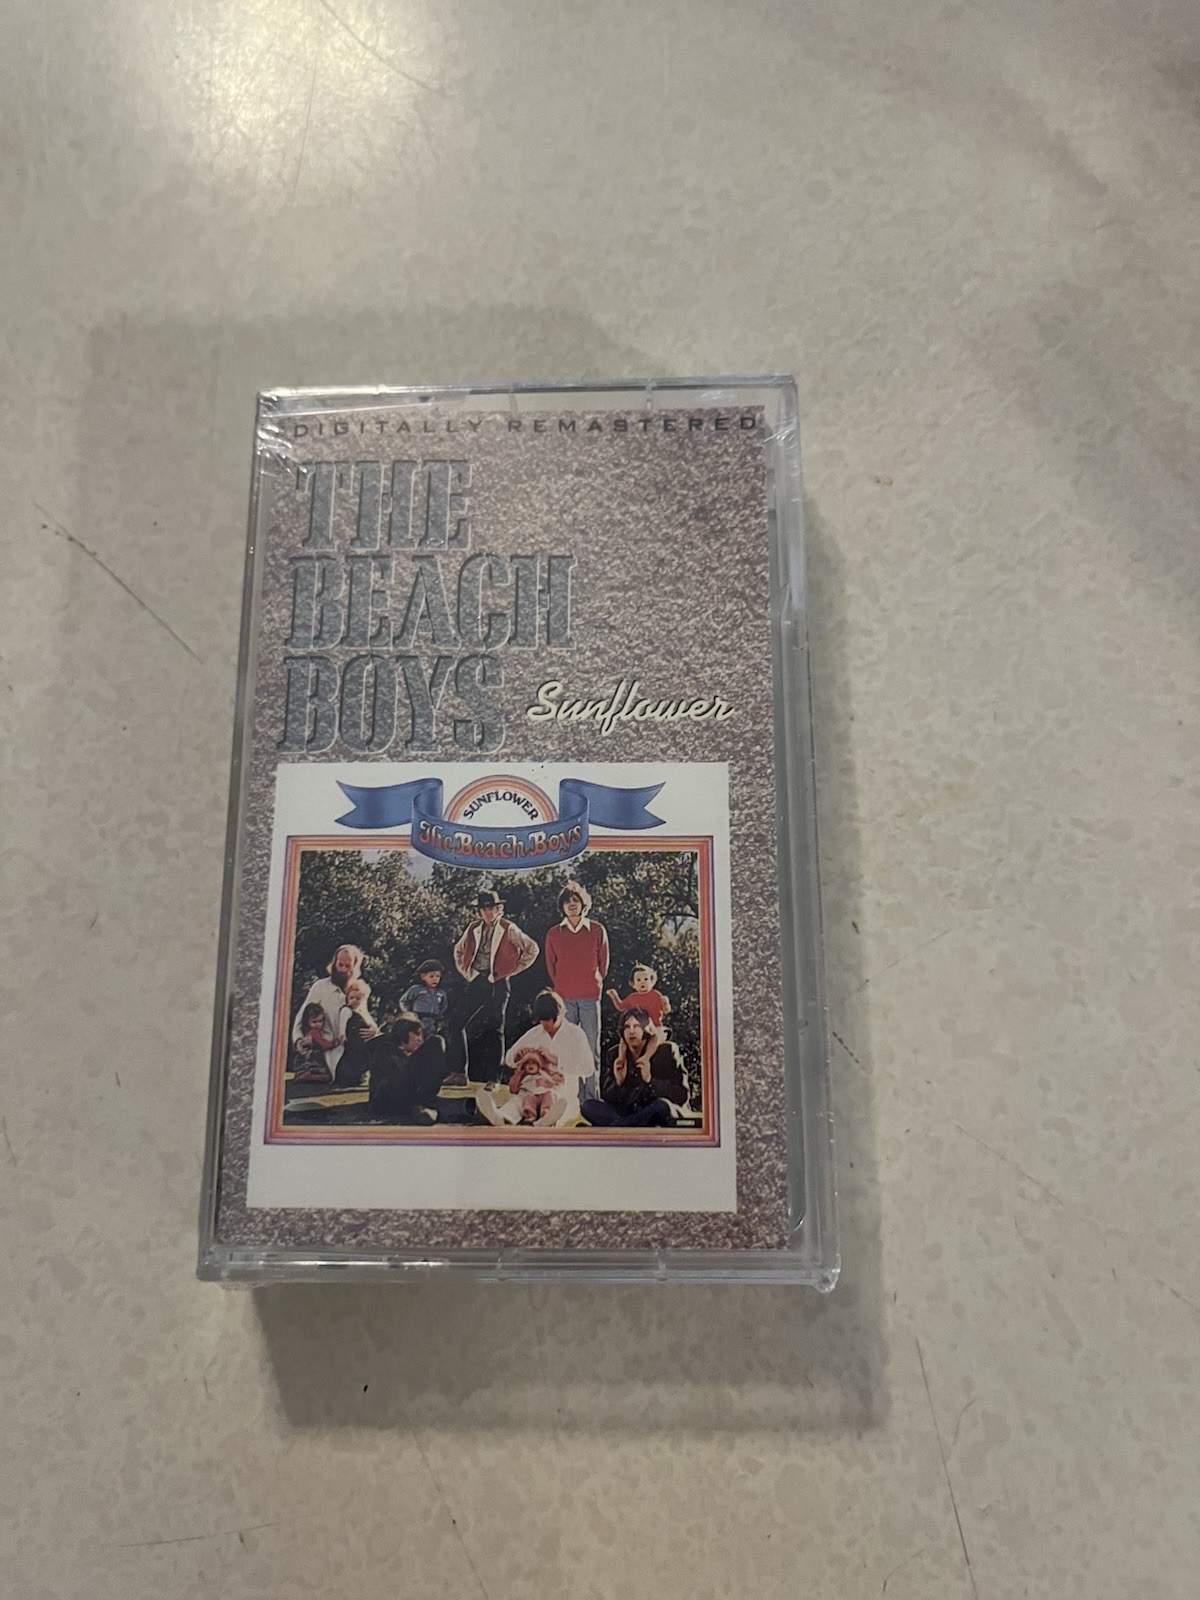 DIGITALLY REMASTERED
THE
BEACH
BOYS
Sunflower
SUNFLOWER
The Beach Boys